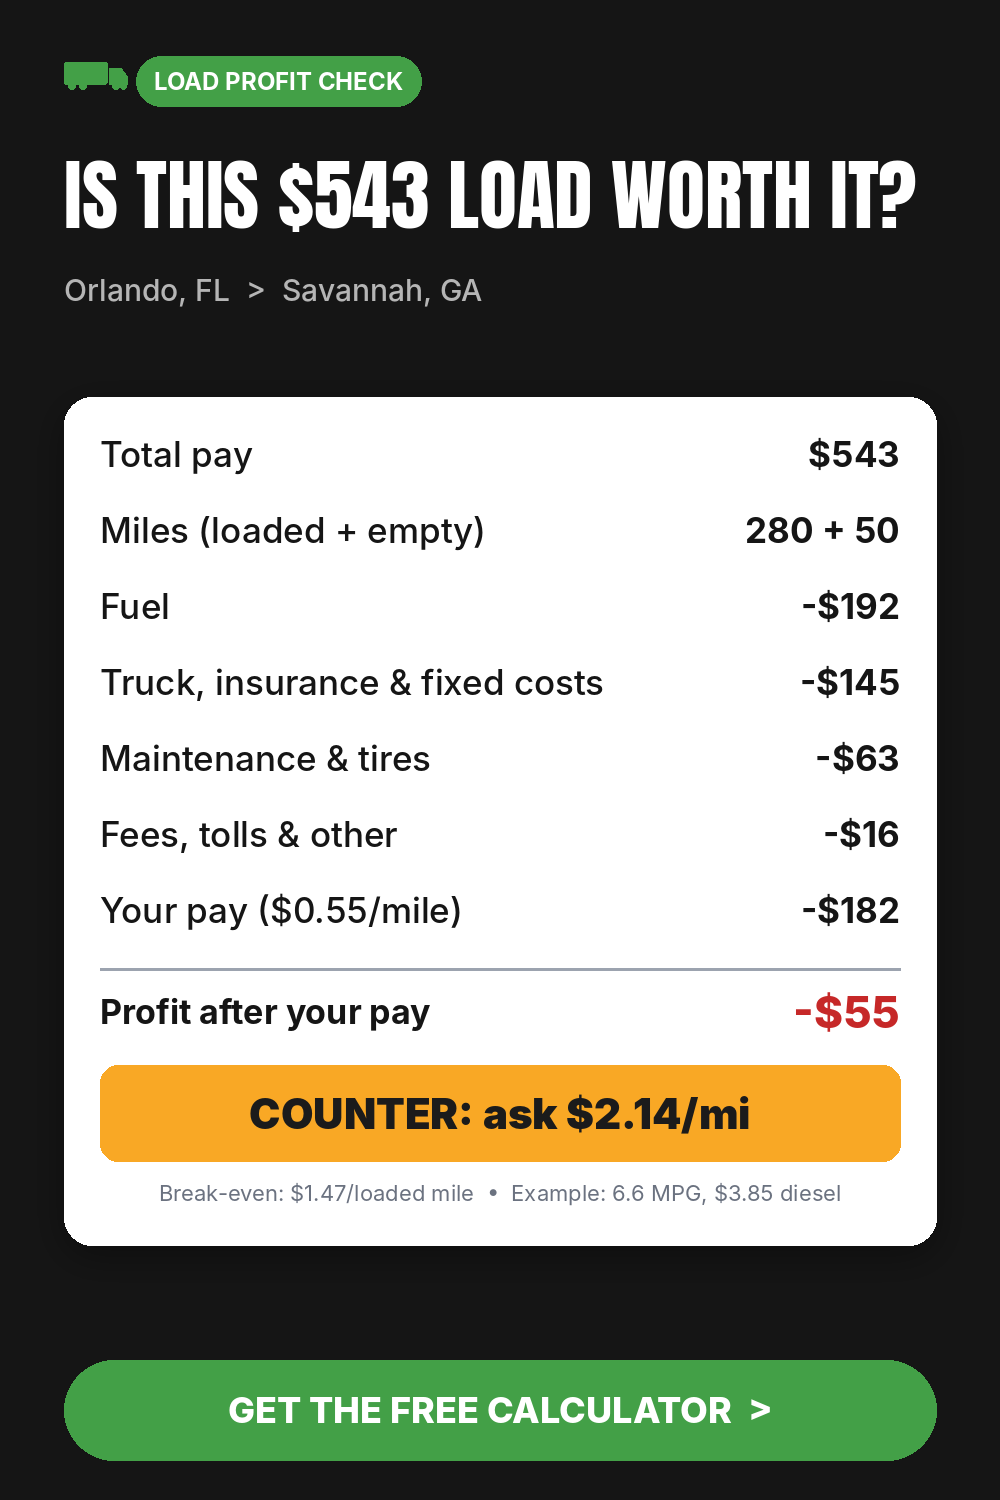 LOAD PROFIT CHECK
IS THIS $543 LOAD WORTH IT?
Orlando, FL > Savannah, GA
Total pay $543
Miles (loaded + empty) 280 + 50
Fuel -$192
Truck, insurance & fixed costs -$145
Maintenance & tires -$63
Fees, tolls & other -$16
Your pay ($0.55/mile) -$182
Profit after your pay -$55
COUNTER: ask $2.14/mi
Break-even: $1.47/loaded mile • Example: 6.6 MPG, $3.85 diesel
GET THE FREE CALCULATOR >